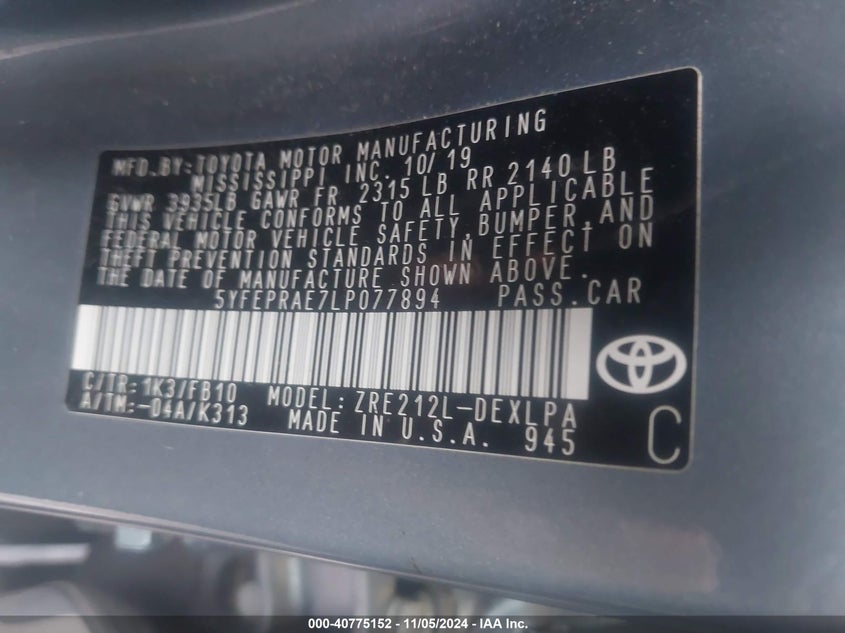 MFD.BY:TOYOTA MOTOR MANUFACTURING
MISSISSIPPI INC. 10/19
GVWR 3935LB GAWR FR 2315 LB RR 2140 LB
THIS VEHICLE CONFORMS TO ALL APPLICABLE
FEDERAL MOTOR VEHICLE SAFETY,BUMPER,AND
THEFT PREVENTION STANDARDS IN EFFECT ON
THE DATE OF MANUFACTURE SHOWN ABOVE.
5YFEPRAE7LP077894 PASS.CAR
C/TR:1K3/FB10 MODEL:ZRE212L-DEXLPA
A/TM:-04A/K313 MADE IN U.S.A. 945
C
000-40775152 - 11/05/2024 - IAA Inc.